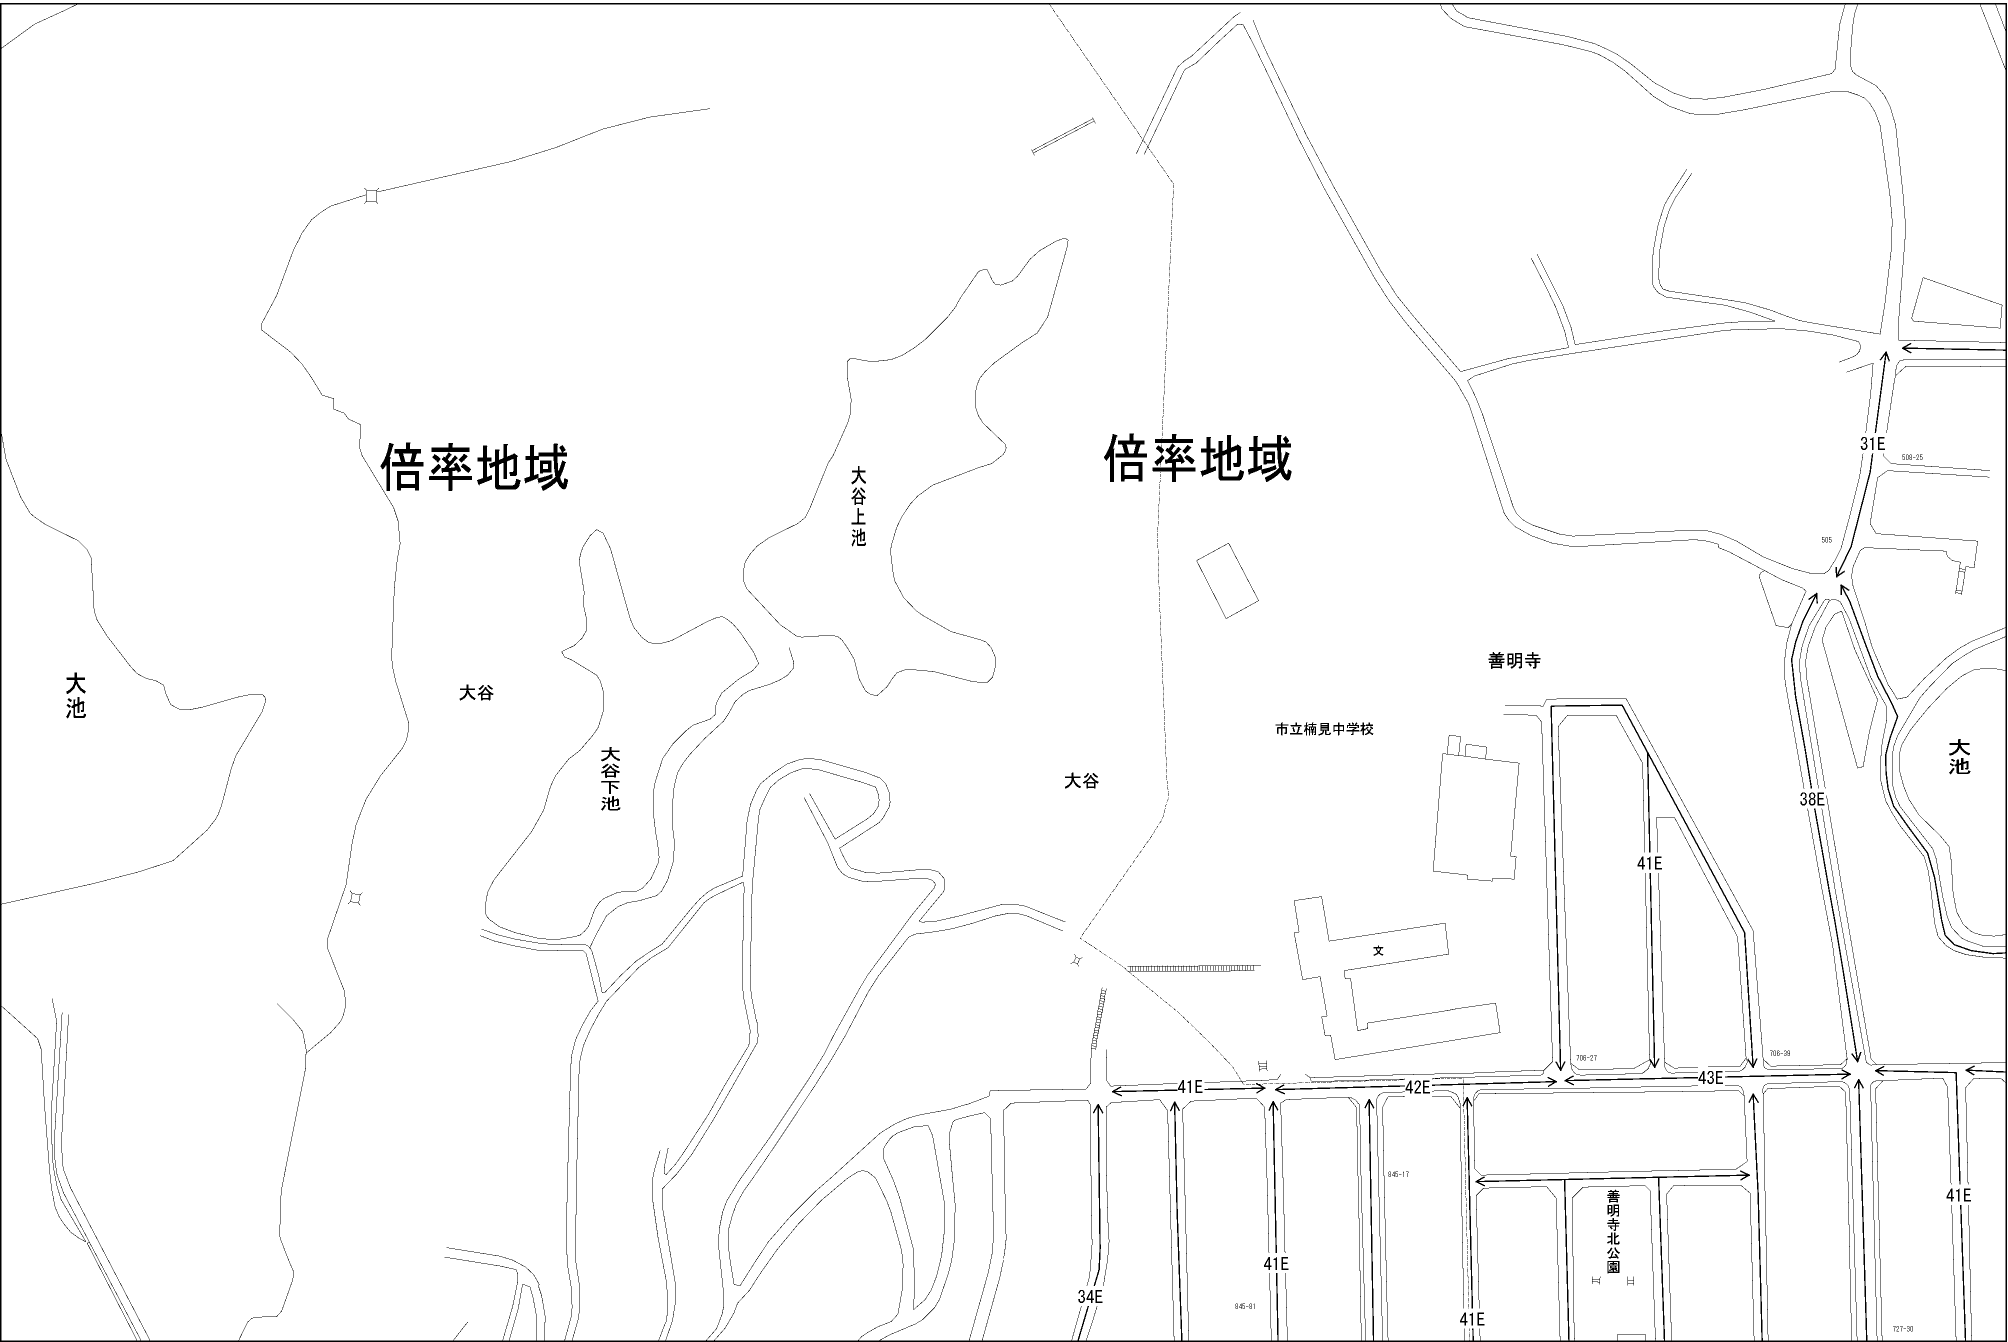 倍率地域
倍率地域
31E
508-25
大谷上池
505
善明寺
大池
大谷
市立楠見中学校
大谷下池
大谷
大池
38E
41E
文
706-27
706-39
41E
42E
43E
845-17
善明寺北公園
41E
41E
34E
845-81
41E
727-30